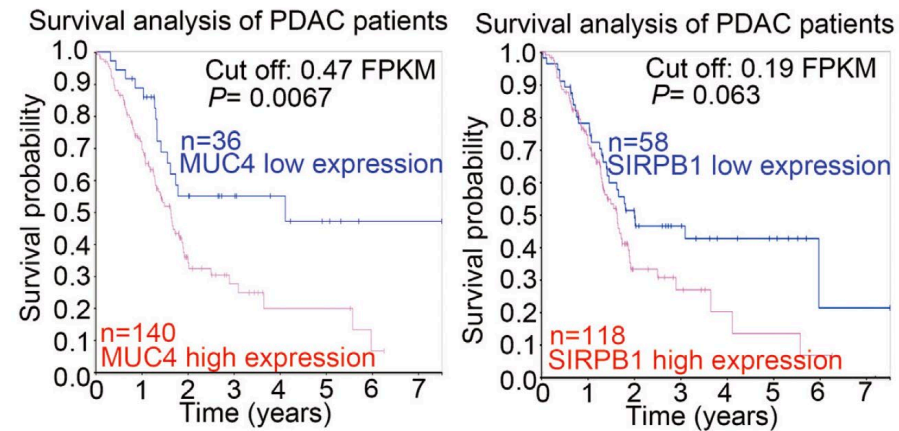 Survival analysis of PDAC patients
Survival probability
1.0
0.9
0.8
0.7
0.6
0.5
0.4
0.3
0.2
0.1
0.0
Cut off: 0.47 FPKM
P= 0.0067
n=36
MUC4 low expression
n=140
MUC4 high expression
0 1 2 3 4 5 6 7
Time (years)
Survival analysis of PDAC patients
Survival probability
1.0
0.9
0.8
0.7
0.6
0.5
0.4
0.3
0.2
0.1
0.0
Cut off: 0.19 FPKM
P= 0.063
n=58
SIRPB1 low expression
n=118
SIRPB1 high expression
0 1 2 3 4 5 6 7
Time (years)